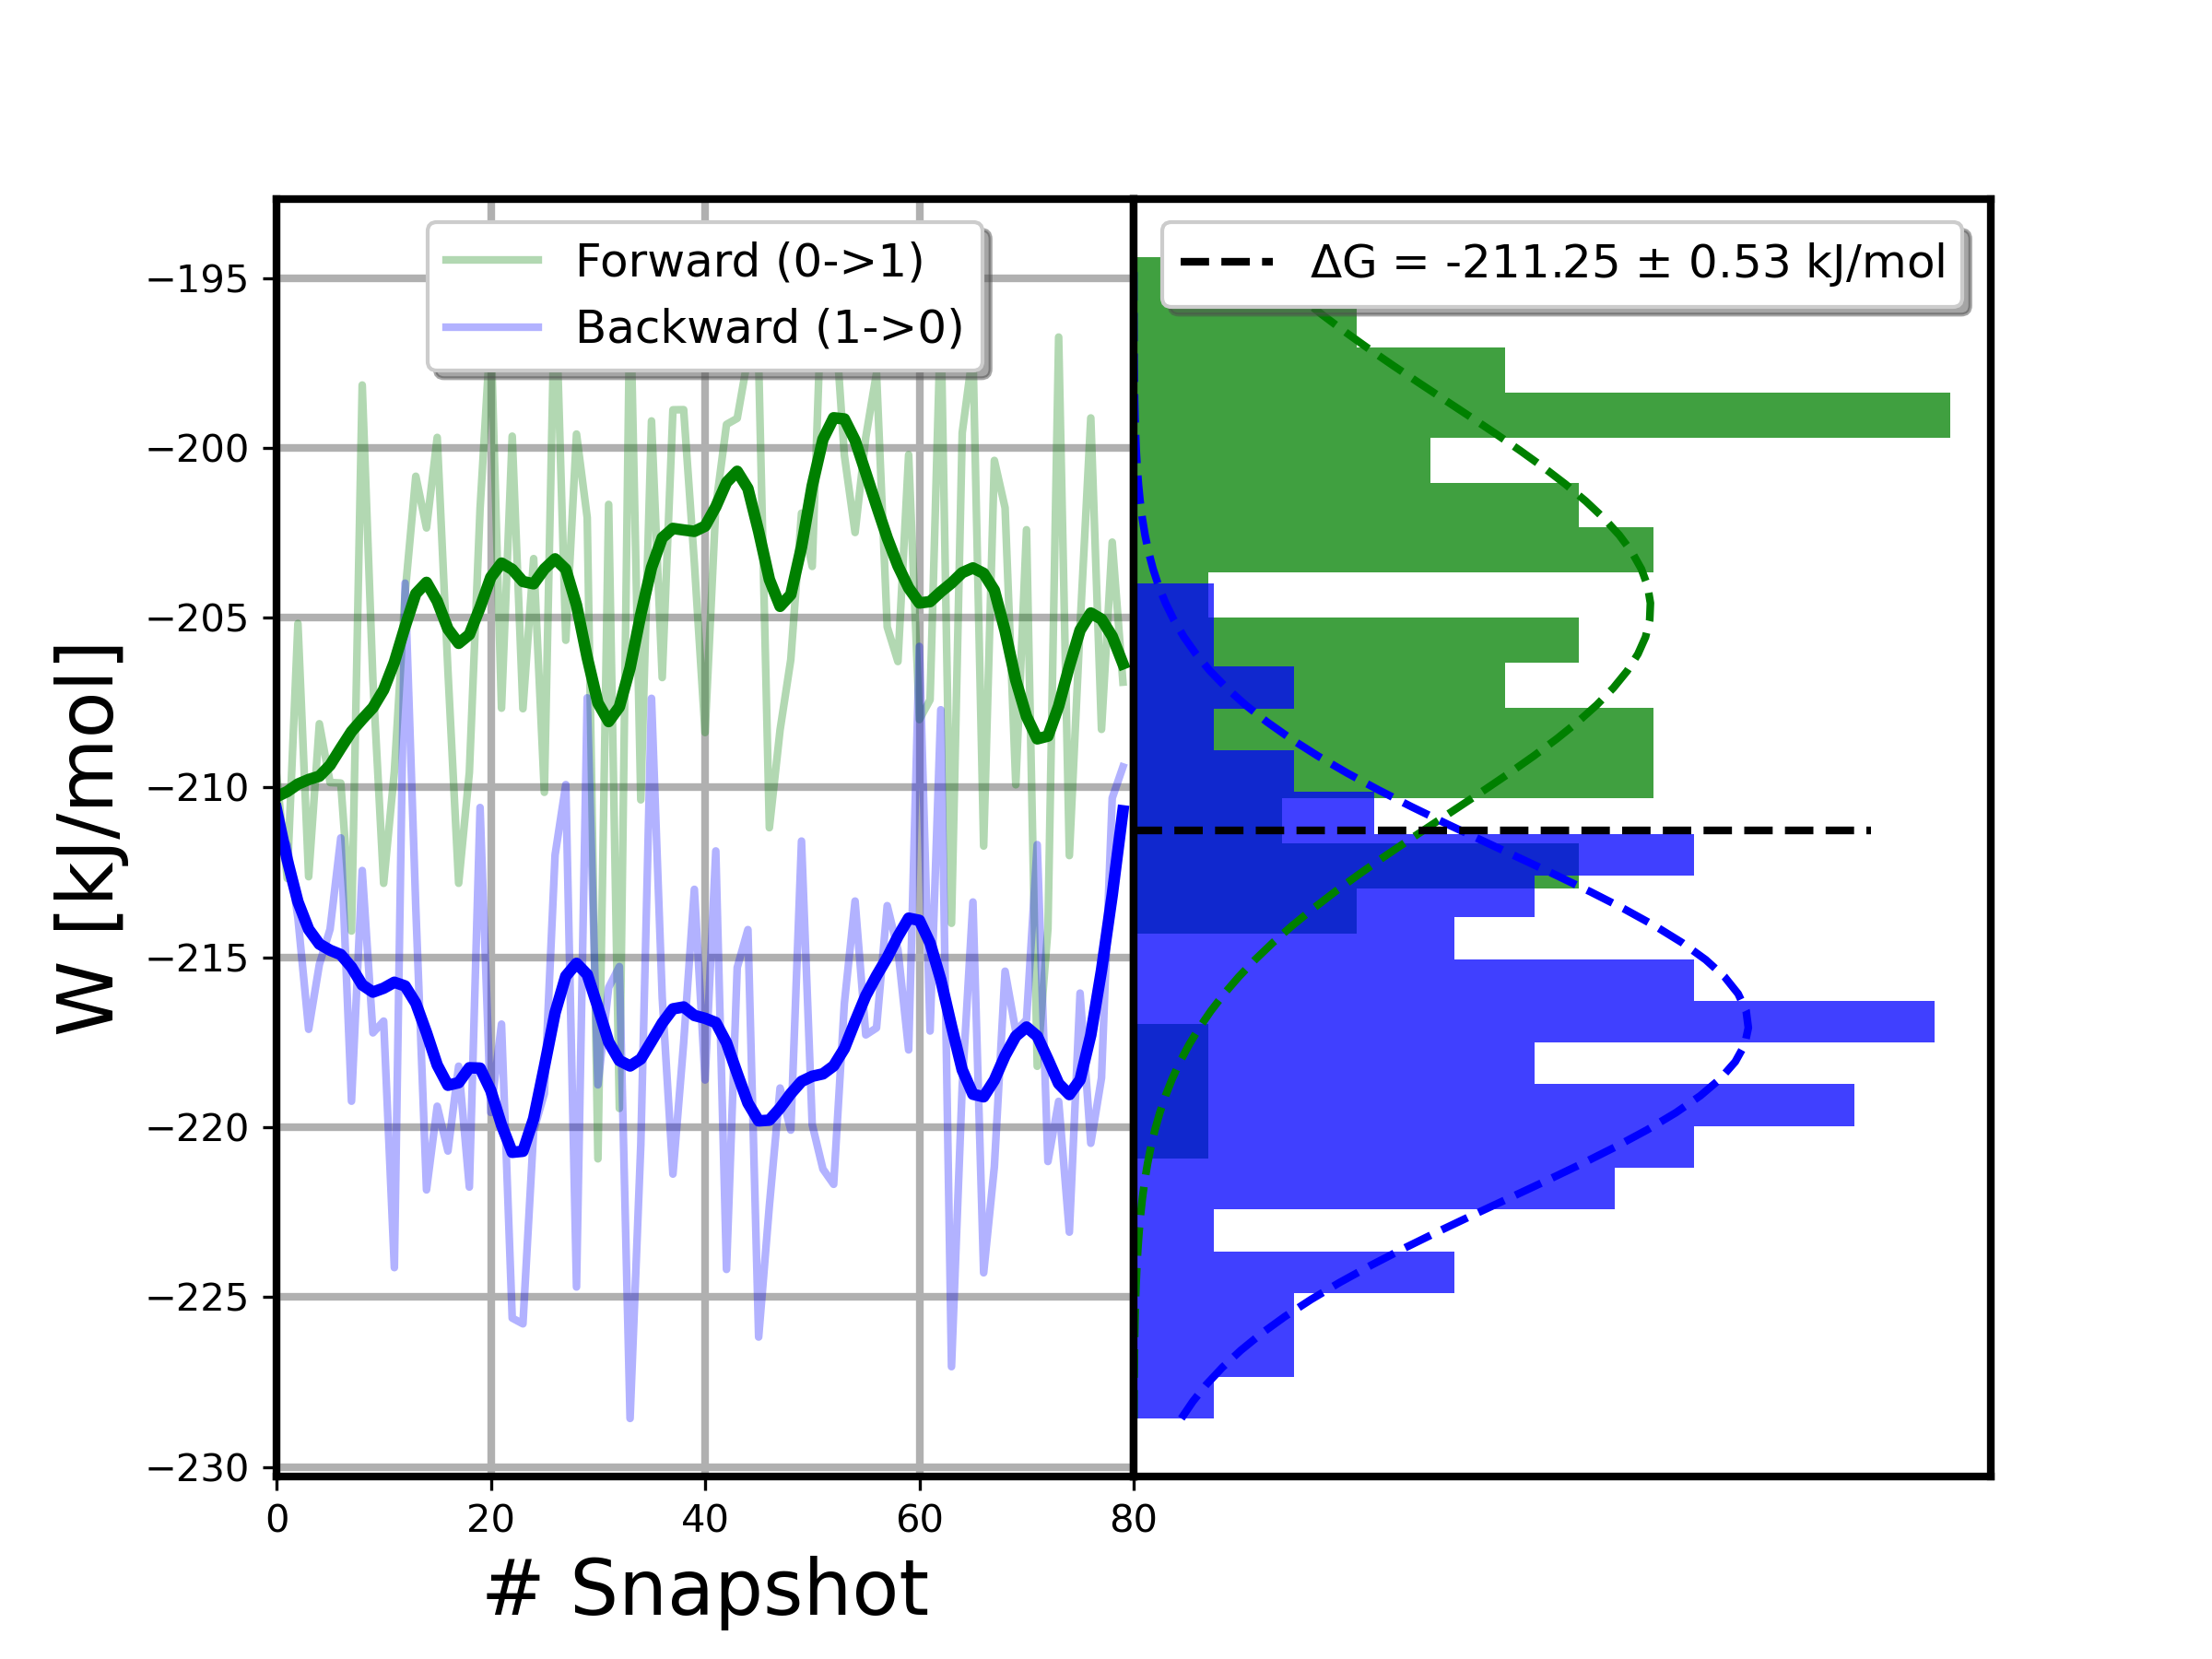 Forward (0->1)
Backward (1->0)
ΔG = -211.25 ± 0.53 kJ/mol
W [kJ/mol]
−195
−200
−205
−210
−215
−220
−225
−230
0 20 40 60 80
# Snapshot